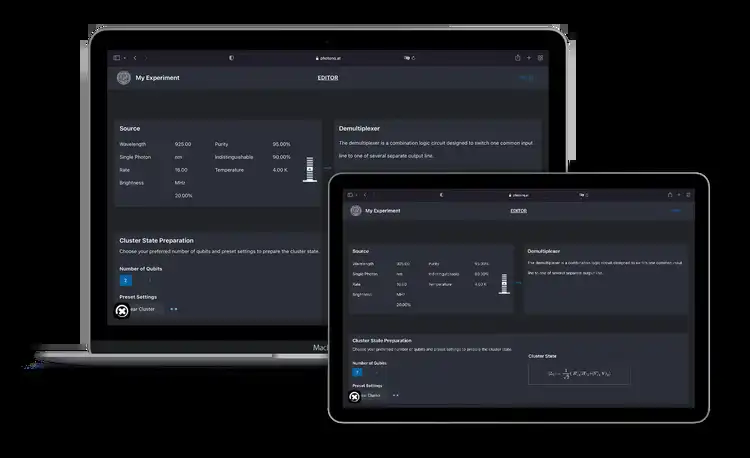 photonq.at
My Experiment
EDITOR
Source
Wavelength 925.00 Purity 95.00%
Single Photon nm Indistinguishable 90.00%
Rate 16.00 Temperature 4.00 K
Brightness MHz
20.00%
Demultiplexer
The demultiplexer is a combination logic circuit designed to switch one common input
line to one of several separate output line.
Cluster State Preparation
Choose your preferred number of qubits and preset settings to prepare the cluster state.
Number of Qubits
Preset Settings
ear Cluster
Mac
My Experiment
EDITOR
Source
Wavelength 925.00 Purity 95.00%
Single Photon nm Indistinguishable 90.00%
Rate 16.00 Temperature 4.00 K
Brightness MHz
20.00%
Demultiplexer
The demultiplexer is a combination logic circuit designed to switch one common input
line to one of several separate output line.
Cluster State Preparation
Choose your preferred number of qubits and preset settings to prepare the cluster state.
Number of Qubits
Cluster State
Preset Settings
ear Cluster